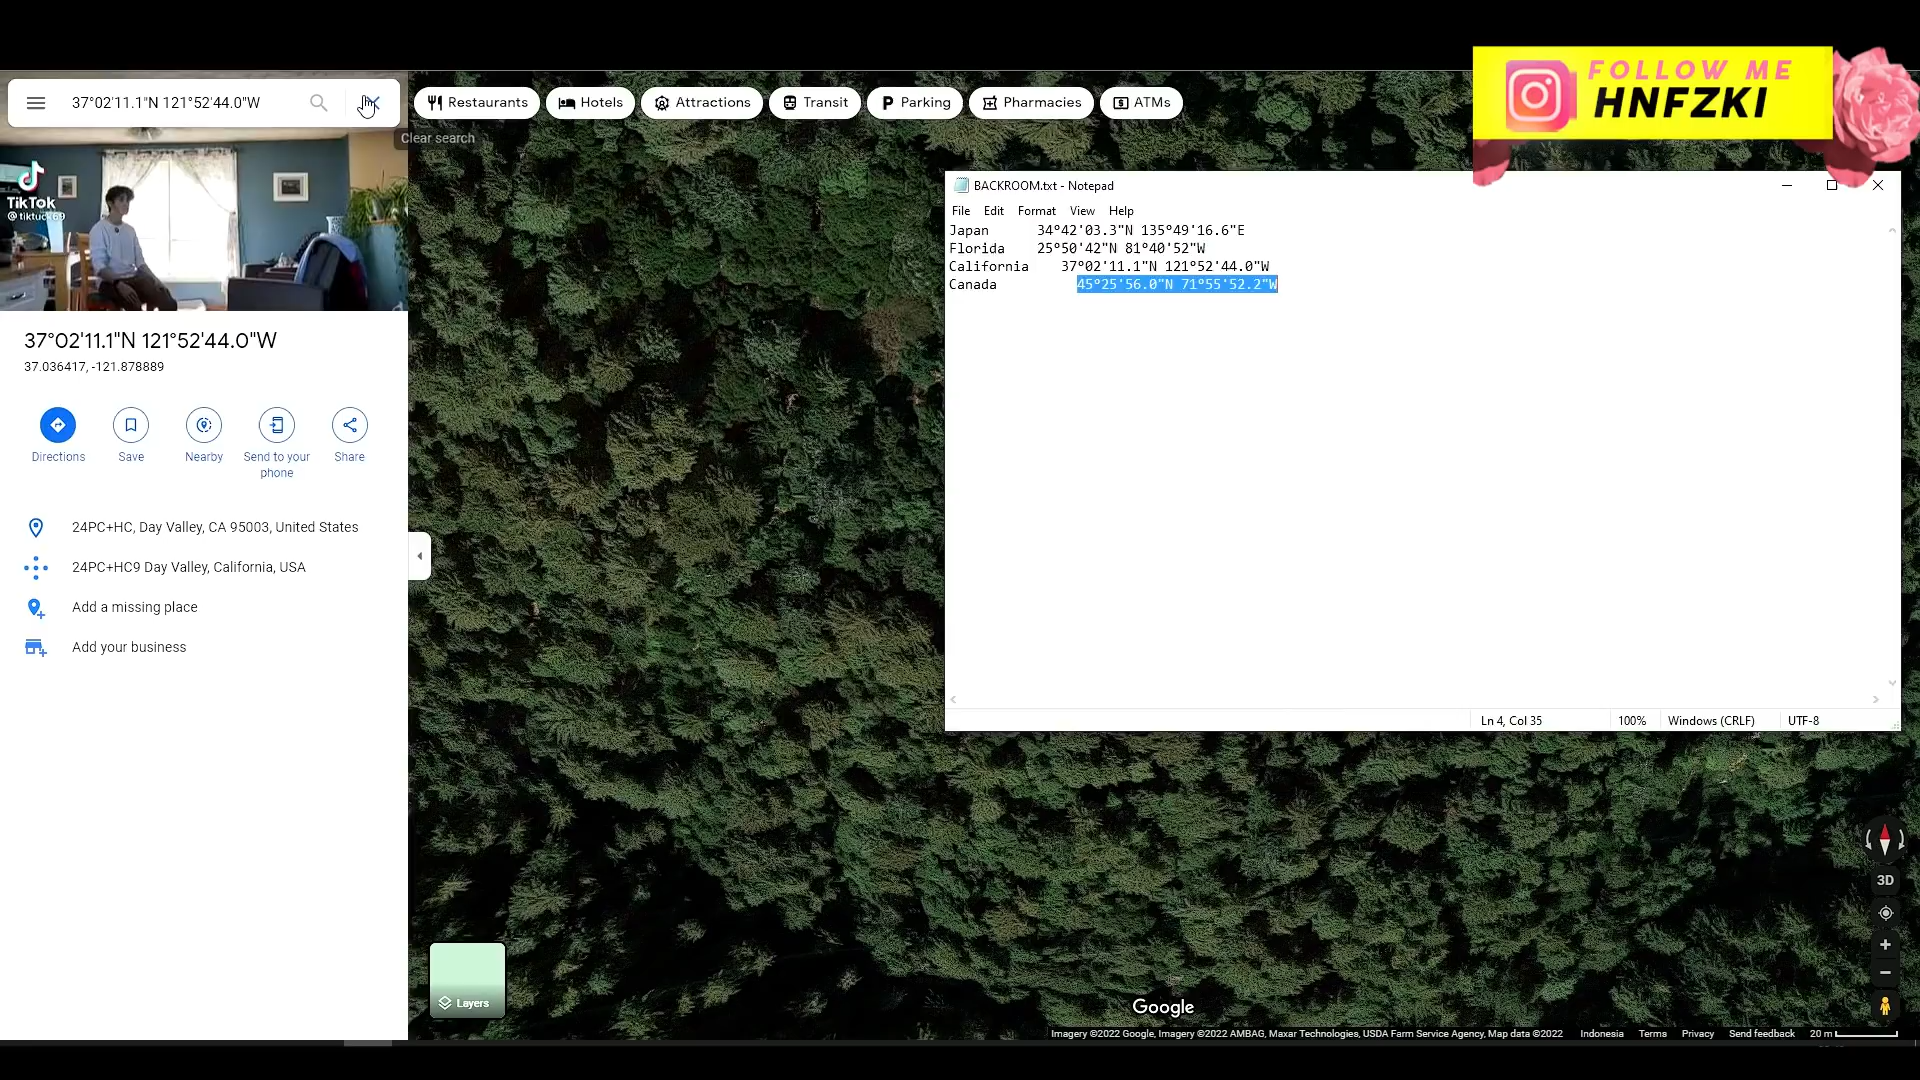 FOLLOW ME
HNFZKI
37°02'11.1"N 121°52'44.0"W
Restaurants
Hotels
Attractions
Transit
Parking
Pharmacies
ATMs
Clear search
TikTok
@tiktuck69
37°02'11.1"N 121°52'44.0"W
37.036417, -121.878889
Directions
Save
Nearby
Send to your
phone
Share
24PC+HC, Day Valley, CA 95003, United States
24PC+HC9 Day Valley, California, USA
Add a missing place
Add your business
BACKROOM.txt - Notepad
File Edit Format View Help
Japan 34°42'03.3"N 135°49'16.6"E
Florida 25°50'42"N 81°40'52"W
California 37°02'11.1"N 121°52'44.0"W
Canada 45°25'56.0"N 71°55'52.2"W
Ln 4, Col 35
100%
Windows (CRLF)
UTF-8
3D
Layers
Google
Imagery ©2022 Google, Imagery ©2022 AMBAG, Maxar Technologies, USDA Farm Service Agency, Map data ©2022 Indonesia Terms Privacy Send feedback 20 m